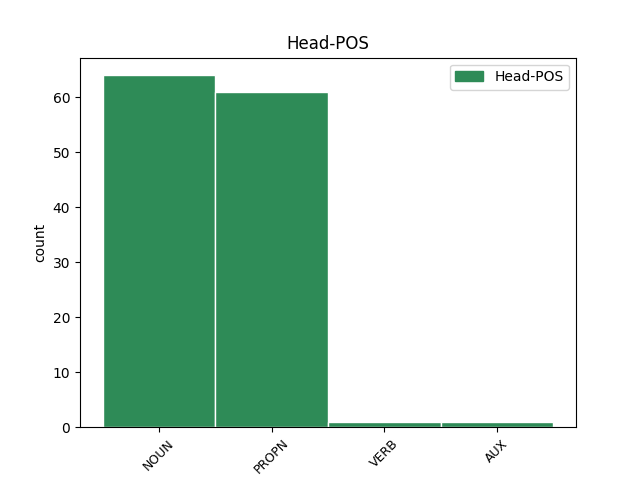 Head-POS
Head-POS
count
60
50
40
30
20
10
0
NOUN
PROPN
VERB
AUX